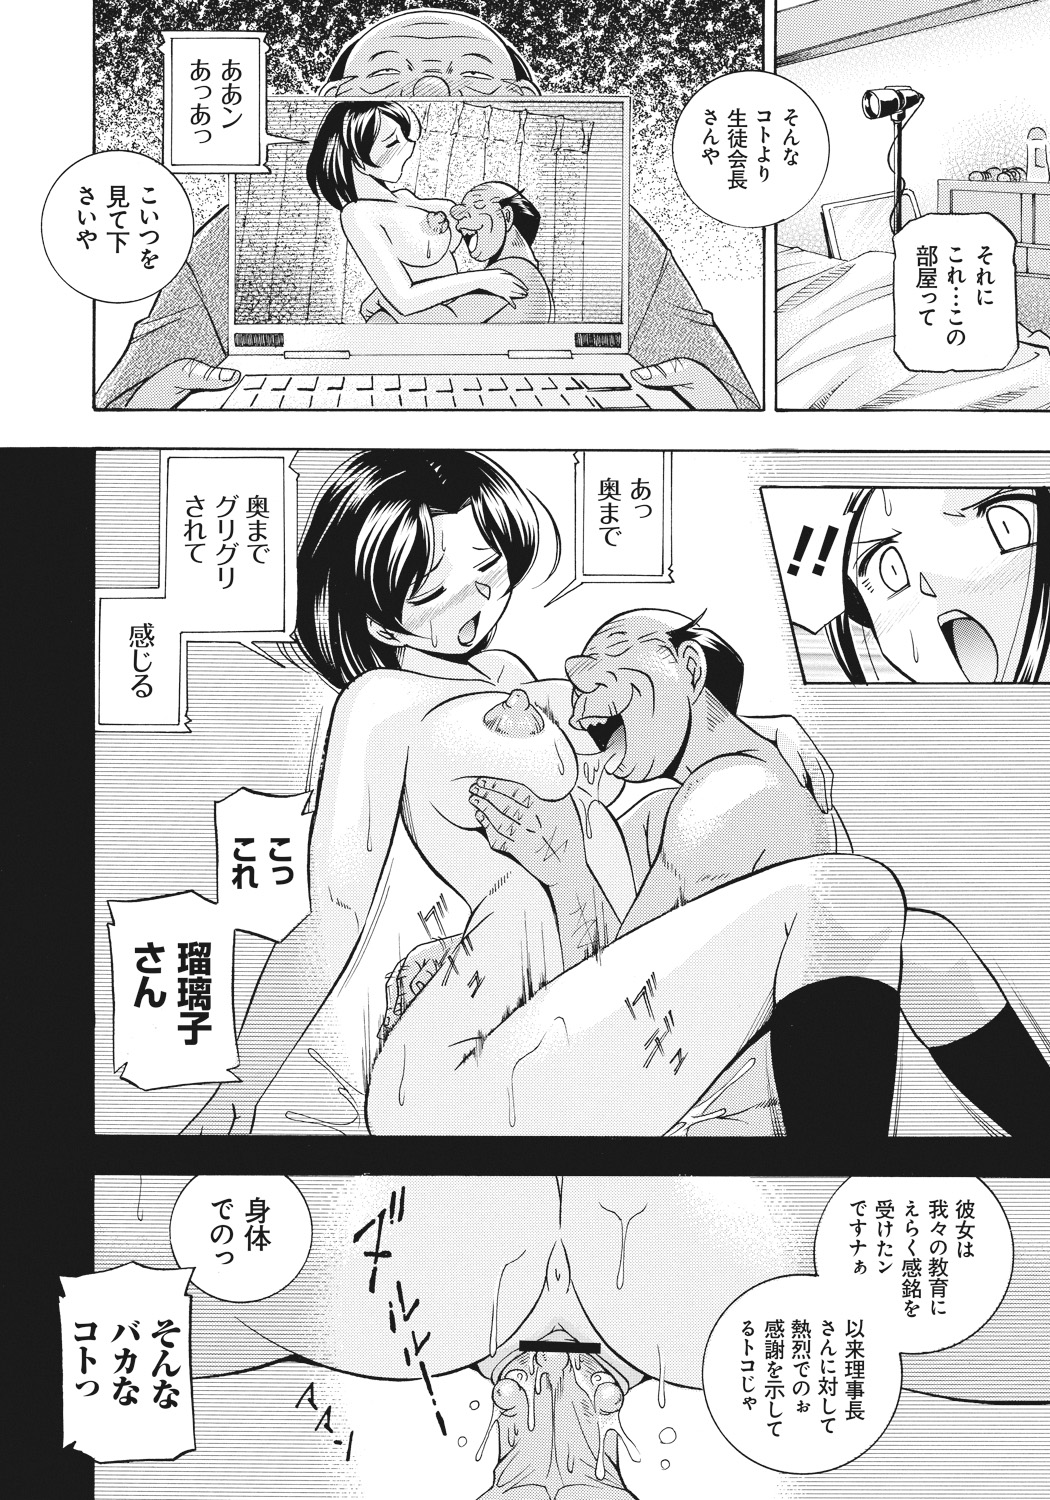 それに
これ…この
部屋って
そんな
コトより
生徒会長
さんや
ああン
あっあっ
こいつを
見て下
さいや
!!
あっ
奥まで
奥まで
グリグリ
されて
感じる
こっ
これ
瑠璃子
さん
グヂュ
グヂュ
彼女は
我々の教育に
えらく感銘を
受けたン
ですナぁ
以来理事長
さんに対して
熱烈でのぉ
感謝を示して
るトコじゃ
身体
でのっ
そんな
バカな
コトっ